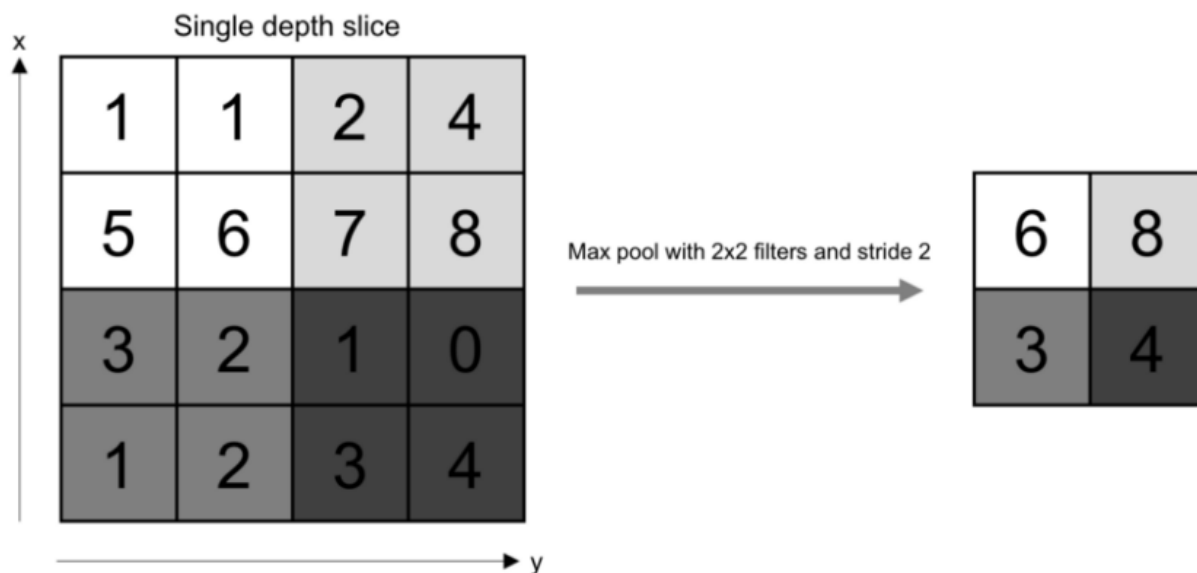 Single depth slice
x
1 1 2 4
5 6 7 8
3 2 1 0
1 2 3 4
y
Max pool with 2x2 filters and stride 2
6 8
3 4